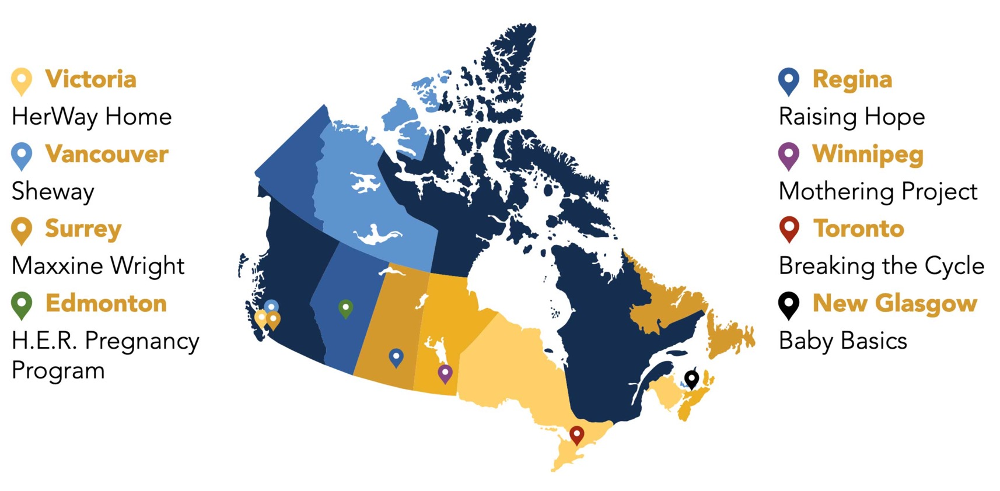 Victoria
HerWay Home
Vancouver
Sheway
Surrey
Maxxine Wright
Edmonton
H.E.R. Pregnancy
Program
Regina
Raising Hope
Winnipeg
Mothering Project
Toronto
Breaking the Cycle
New Glasgow
Baby Basics